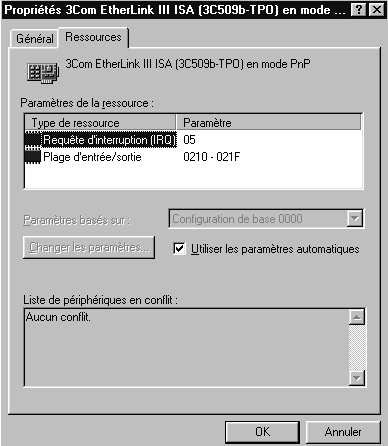 Propriétés 3Com EtherLink III ISA (3C509b-TPO) en mode ...
Général
Ressources
3Com EtherLink III ISA (3C509b-TPO) en mode PnP
Paramètres de la ressource :
Type de ressource Paramètre
Requête d'interruption (IRQ) 05
Plage d'entrée/sortie 0210 - 021F
Paramètres basés sur : Configuration de base 0000
Changer les paramètres... Utiliser les paramètres automatiques
Liste de périphériques en conflit :
Aucun conflit.
OK Annuler